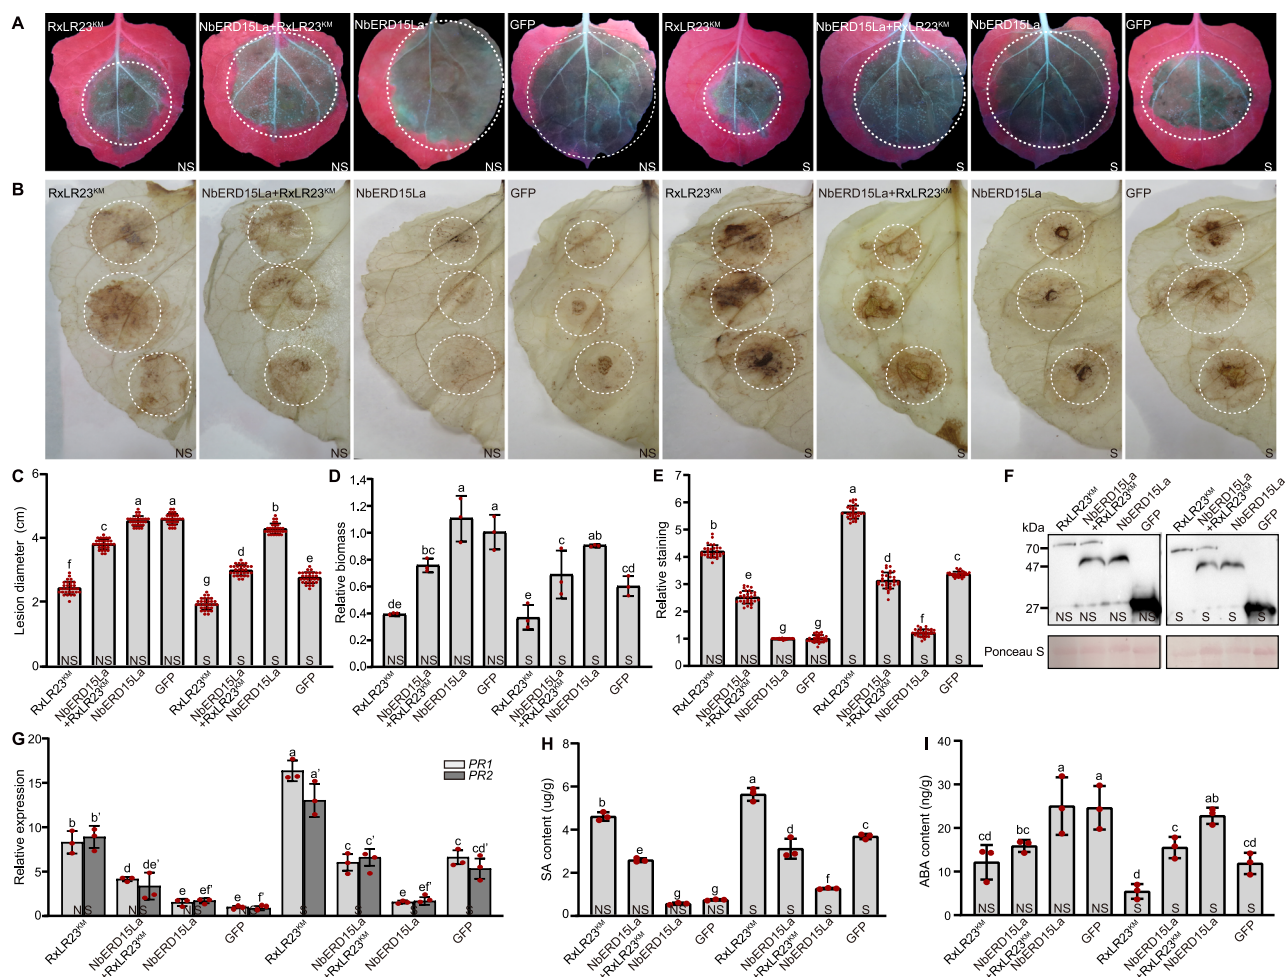 A
RxLR23KM
NbERD15La+RxLR23KM
NbERD15La
GFP
RxLR23KM
NbERD15La+RxLR23KM
NbERD15La
GFP
NS
NS
NS
NS
S
S
S
S
B
RxLR23KM
NbERD15La+RxLR23KM
NbERD15La
GFP
RxLR23KM
NbERD15La+RxLR23KM
NbERD15La
GFP
NS
NS
NS
NS
S
S
S
S
C
Lesion diameter (cm)
6
4
2
0
f
c
a
a
g
d
b
e
NS
NS
NS
NS
S
S
S
S
RxLR23KM
NbERD15La
+RxLR23KM
NbERD15La
GFP
RxLR23KM
NbERD15La
+RxLR23KM
NbERD15La
GFP
D
Relative biomass
1.4
1.2
1.0
0.8
0.6
0.4
0.2
0
de
bc
a
a
e
c
ab
cd
NS
NS
NS
NS
S
S
S
S
RxLR23KM
NbERD15La
+RxLR23KM
NbERD15La
GFP
RxLR23KM
NbERD15La
+RxLR23KM
NbERD15La
GFP
E
Relative staining
7
6
5
4
3
2
1
0
b
e
g
g
a
d
f
c
NS
NS
NS
NS
S
S
S
S
RxLR23KM
NbERD15La
+RxLR23KM
NbERD15La
GFP
RxLR23KM
NbERD15La
+RxLR23KM
NbERD15La
GFP
F
RxLR23KM
NbERD15La
+RxLR23KM
NbERD15La
GFP
RxLR23KM
NbERD15La
+RxLR23KM
NbERD15La
GFP
kDa
70
47
27
NS
NS
NS
NS
S
S
S
S
Ponceau S
G
Relative expression
20
15
10
5
0
PR1
PR2
b
b'
d
de'
e
ef'
e
f'
a
a'
c
c'
e
ef'
c
cd'
NS
NS
NS
NS
S
S
S
S
RxLR23KM
NbERD15La
+RxLR23KM
NbERD15La
GFP
RxLR23KM
NbERD15La
+RxLR23KM
NbERD15La
GFP
H
SA content (ug/g)
8
6
4
2
0
b
e
g
g
a
d
f
c
NS
NS
NS
NS
S
S
S
S
RxLR23KM
NbERD15La
+RxLR23KM
NbERD15La
GFP
RxLR23KM
NbERD15La
+RxLR23KM
NbERD15La
GFP
I
ABA content (ng/g)
40
30
20
10
0
cd
bc
a
a
d
c
ab
cd
NS
NS
NS
NS
S
S
S
S
RxLR23KM
NbERD15La
+RxLR23KM
NbERD15La
GFP
RxLR23KM
NbERD15La
+RxLR23KM
NbERD15La
GFP